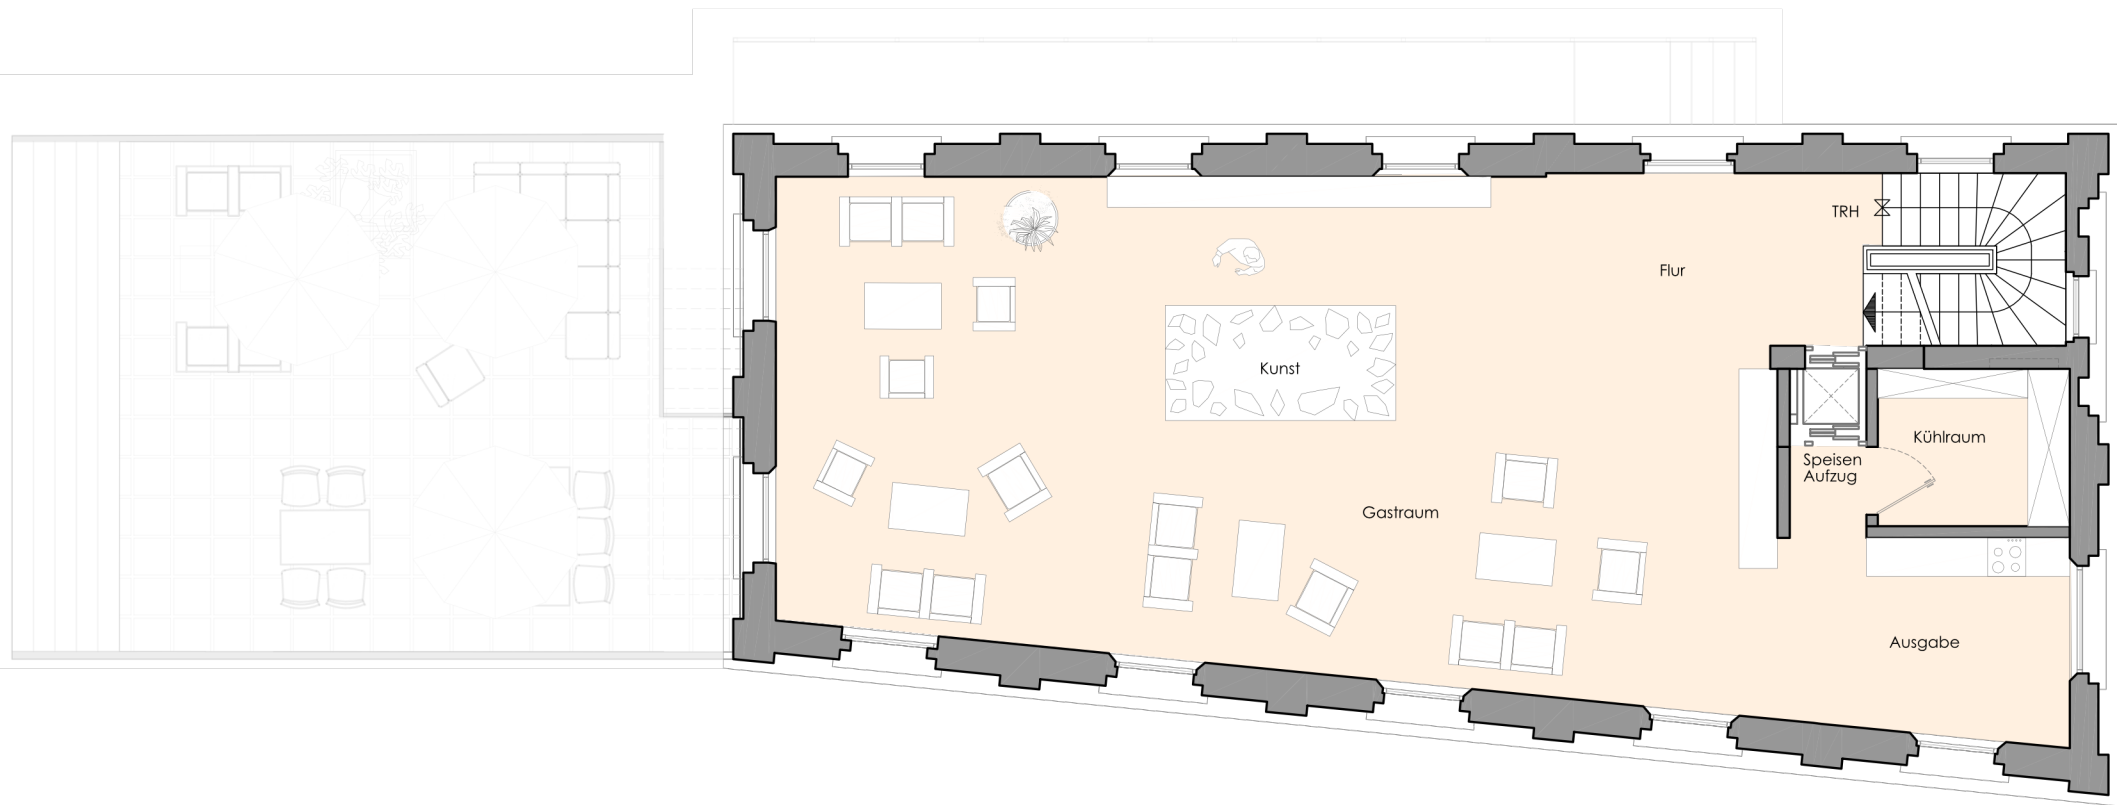 TRH
Flur
Kunst
Kühlraum
Speisen
Aufzug
Gastraum
Ausgabe